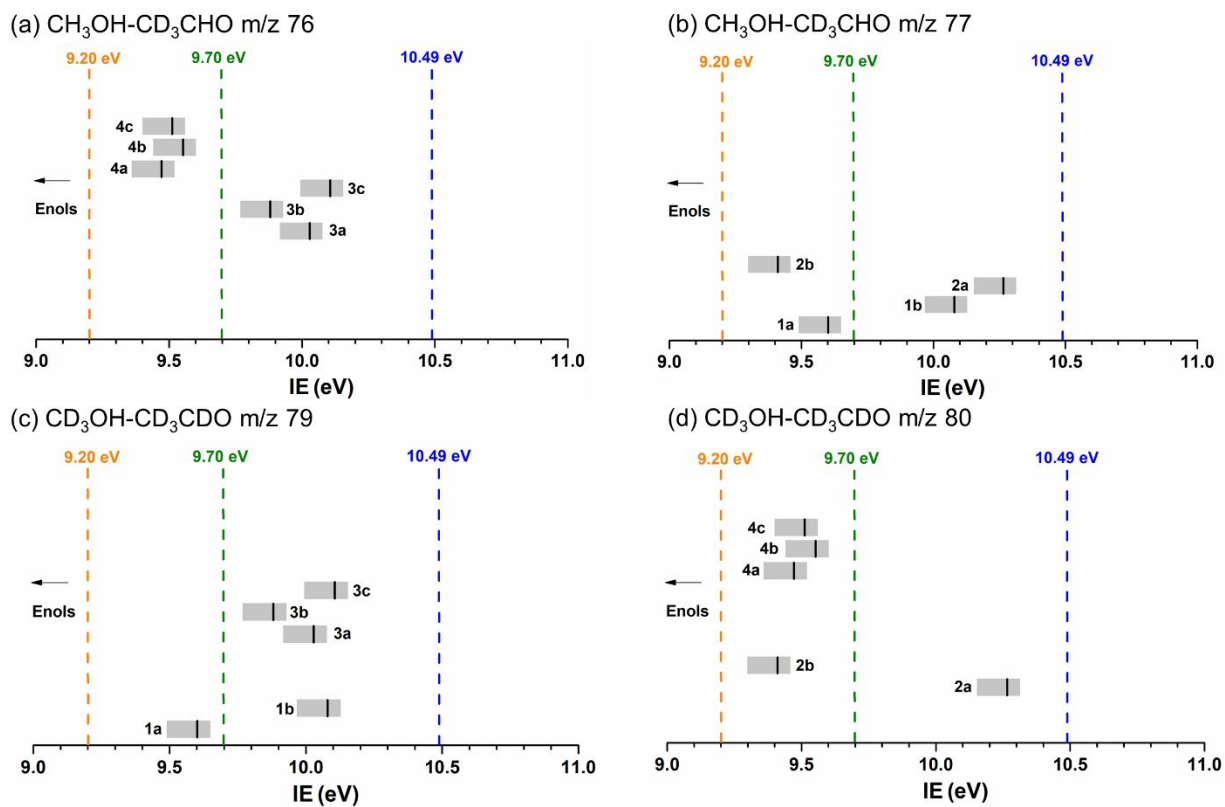 (a) CH₃OH-CD₃CHO m/z 76
9.20 eV 9.70 eV 10.49 eV
4c
4b
4a
3c
Enols 3b
3a
9.0 9.5 10.0 10.5 11.0
IE (eV)
(b) CH₃OH-CD₃CHO m/z 77
9.20 eV 9.70 eV 10.49 eV
Enols
2b
2a
1b
1a
9.0 9.5 10.0 10.5 11.0
IE (eV)
(c) CD₃OH-CD₃CDO m/z 79
9.20 eV 9.70 eV 10.49 eV
3c
Enols 3b
3a
1b
1a
9.0 9.5 10.0 10.5 11.0
IE (eV)
(d) CD₃OH-CD₃CDO m/z 80
9.20 eV 9.70 eV 10.49 eV
4c
4b
4a
Enols
2b
2a
9.0 9.5 10.0 10.5 11.0
IE (eV)